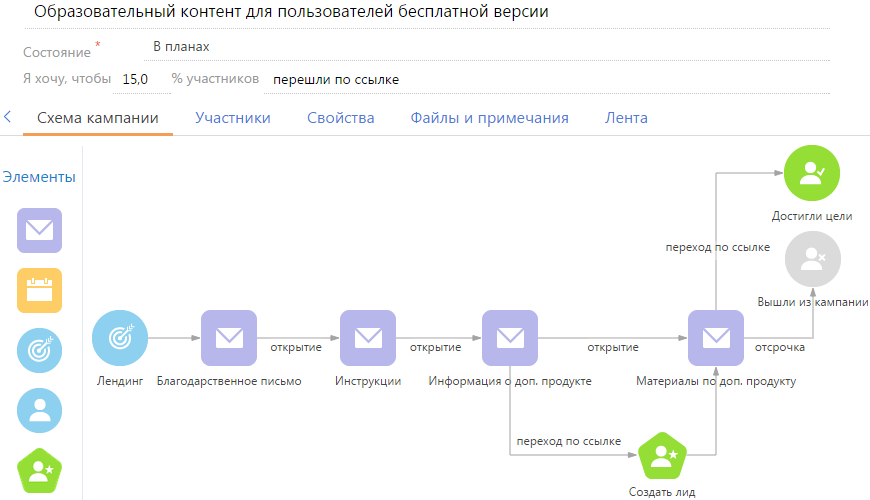 Образовательный контент для пользователей бесплатной версии
Состояние * В планах
Я хочу, чтобы 15,0 % участников перешли по ссылке
Схема кампании Участники Свойства Файлы и примечания Лента
Элементы
Достигли цели
переход по ссылке
Вышли из кампании
открытие открытие открытие отсрочка
Лендинг Благодарственное письмо Инструкции Информация о доп. продукте Материалы по доп. продукту
переход по ссылке
Создать лид